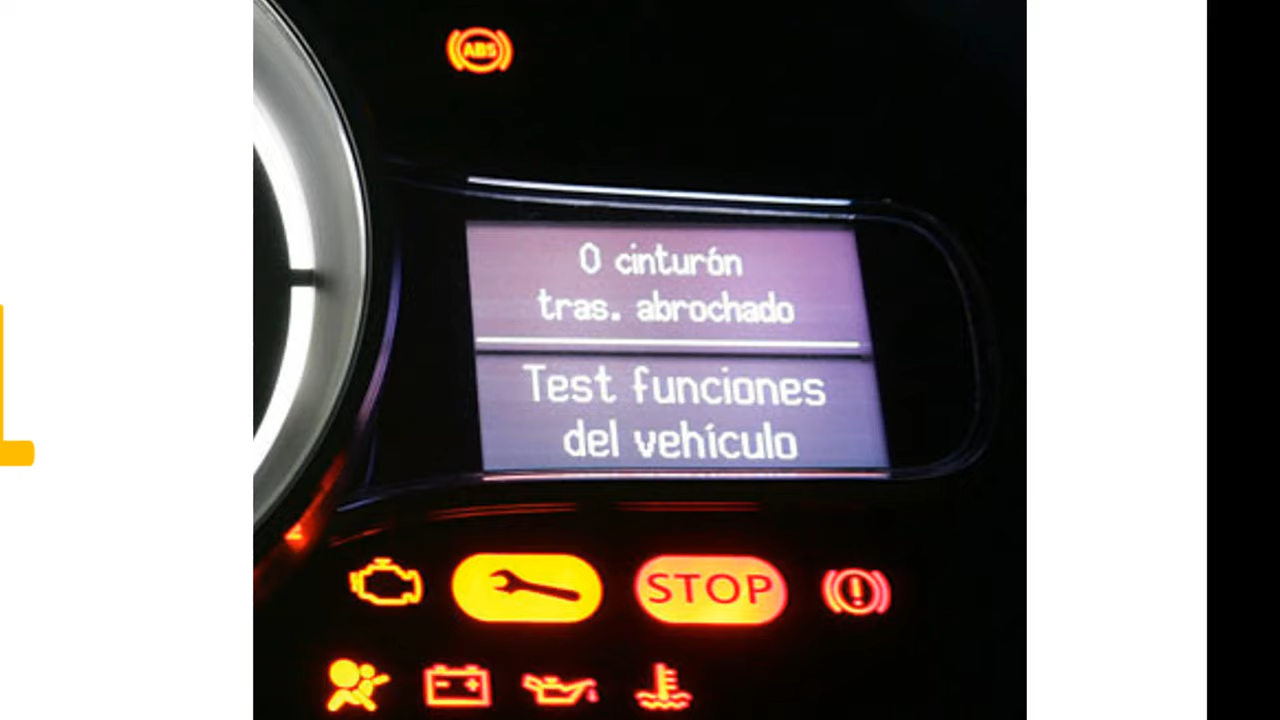 ABS
0 cinturón
tras. abrochado
Test funciones
del vehículo
STOP